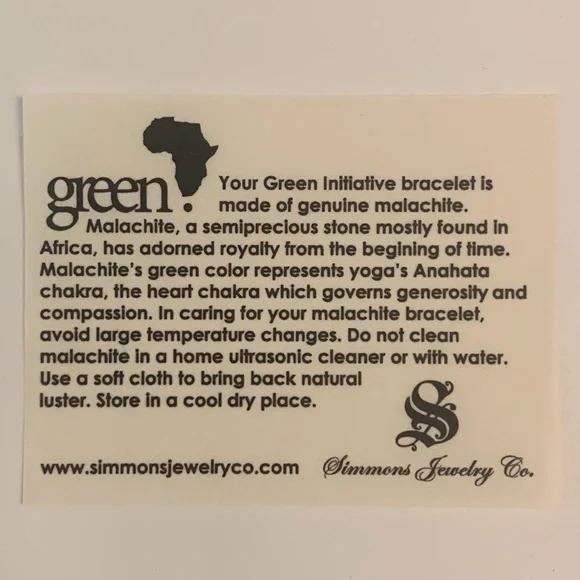 green.
Your Green Initiative bracelet is
made of genuine malachite.
Malachite, a semiprecious stone mostly found in
Africa, has adorned royalty from the begining of time.
Malachite's green color represents yoga's Anahata
chakra, the heart chakra which governs generosity and
compassion. In caring for your malachite bracelet,
avoid large temperature changes. Do not clean
malachite in a home ultrasonic cleaner or with water.
Use a soft cloth to bring back natural
luster. Store in a cool dry place.
S
www.simmonsjewelryco.com Simmons Jewelry Co.